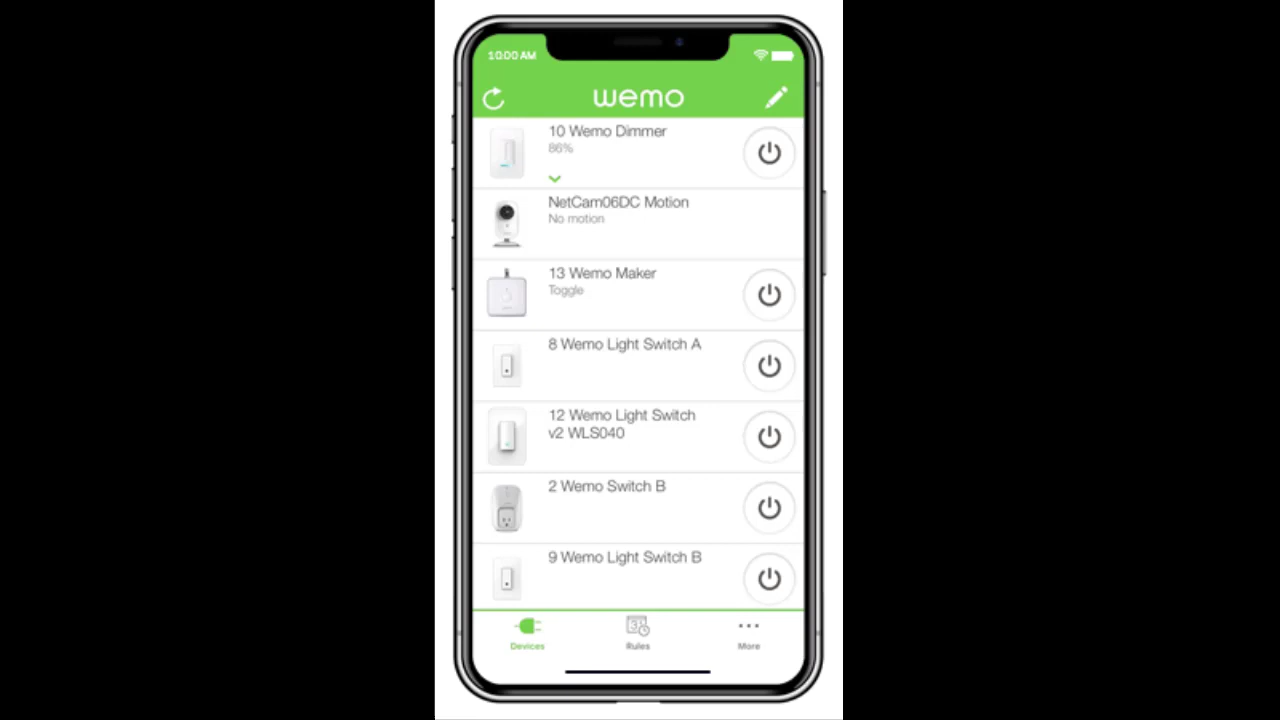 10:00 AM
wemo
10 Wemo Dimmer
86%
NetCam06DC Motion
No motion
13 Wemo Maker
Toggle
8 Wemo Light Switch A
12 Wemo Light Switch
v2 WLS040
2 Wemo Switch B
9 Wemo Light Switch B
Devices
Rules
More